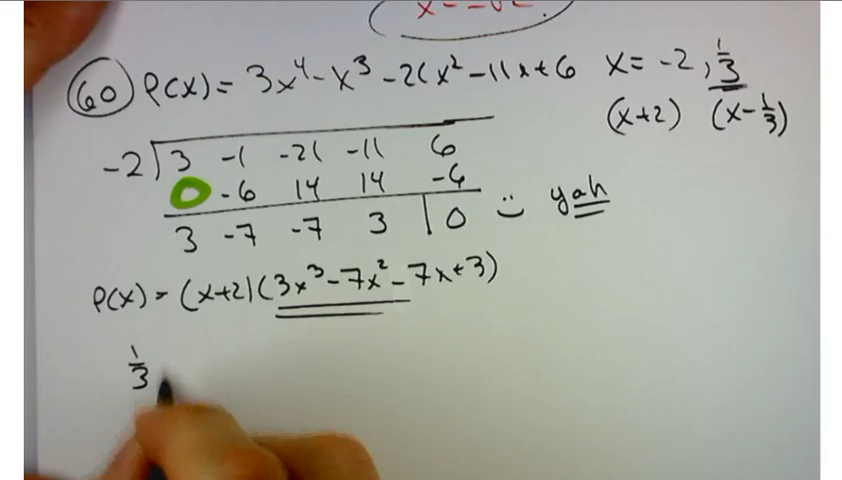 60 P(x) = 3x⁴ - x³ - 21x² - 11x + 6 x = -2, 1/3
(x+2) (x - 1/3)
-2 3 -1 -21 -11 6
0 -6 14 14 -6
3 -7 -7 3 | 0 yah
P(x) = (x+2)(3x³ - 7x² - 7x + 3)
1/3